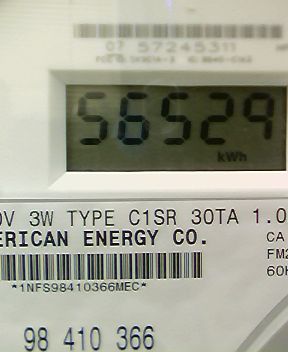 07 57245311
56529
kWh
0V 3W TYPE C1SR 30TA 1.0
ERICAN ENERGY CO.
CA
FM2
60H
*1NFS98410366MEC*
98 410 366